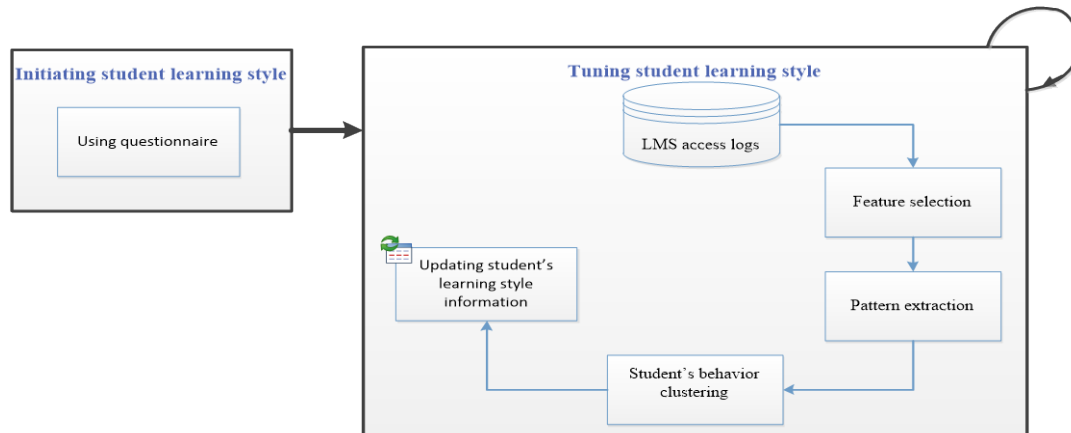 Initiating student learning style
Using questionnaire
Tuning student learning style
LMS access logs
Feature selection
Pattern extraction
Student`s behavior
clustering
Updating student’s
learning style
information